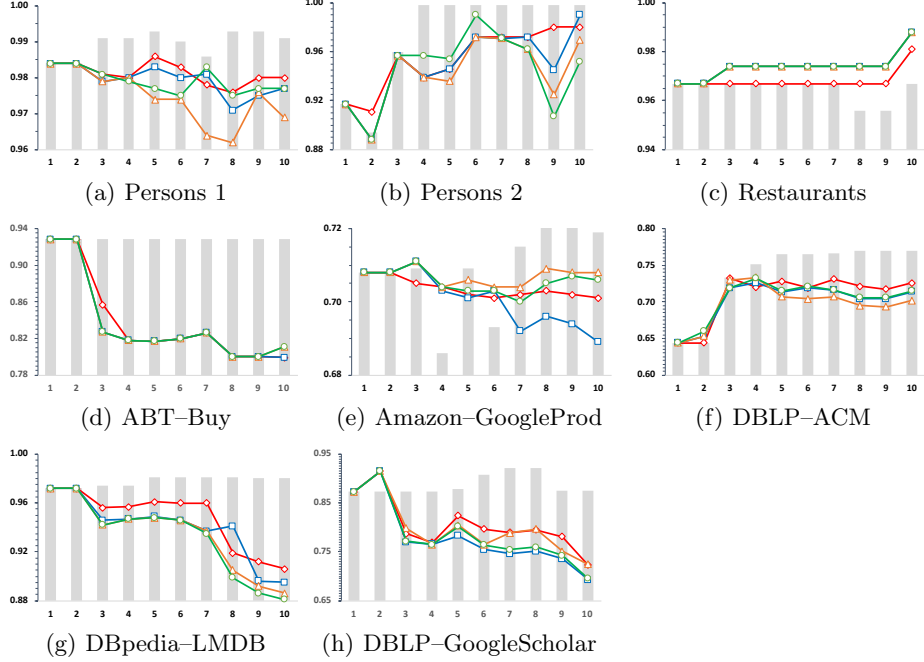 1.00
0.98
0.97
0.96
1 2 3 4 5 6 7 8 9 10
(a) Persons 1
1.00
0.96
0.92
0.88
1 2 3 4 5 6 7 8 9 10
(b) Persons 2
1.00
0.98
0.96
0.94
1 2 3 4 5 6 7 8 9 10
(c) Restaurants
0.94
0.90
0.86
0.82
0.78
1 2 3 4 5 6 7 8 9 10
(d) ABT–Buy
0.72
0.70
0.68
1 2 3 4 5 6 7 8 9 10
(e) Amazon–GoogleProd
0.80
0.75
0.70
0.65
0.60
1 2 3 4 5 6 7 8 9 10
(f) DBLP–ACM
1.00
0.96
0.92
0.88
1 2 3 4 5 6 7 8 9 10
(g) DBpedia–LMDB
0.95
0.85
0.75
0.65
1 2 3 4 5 6 7 8 9 10
(h) DBLP–GoogleScholar